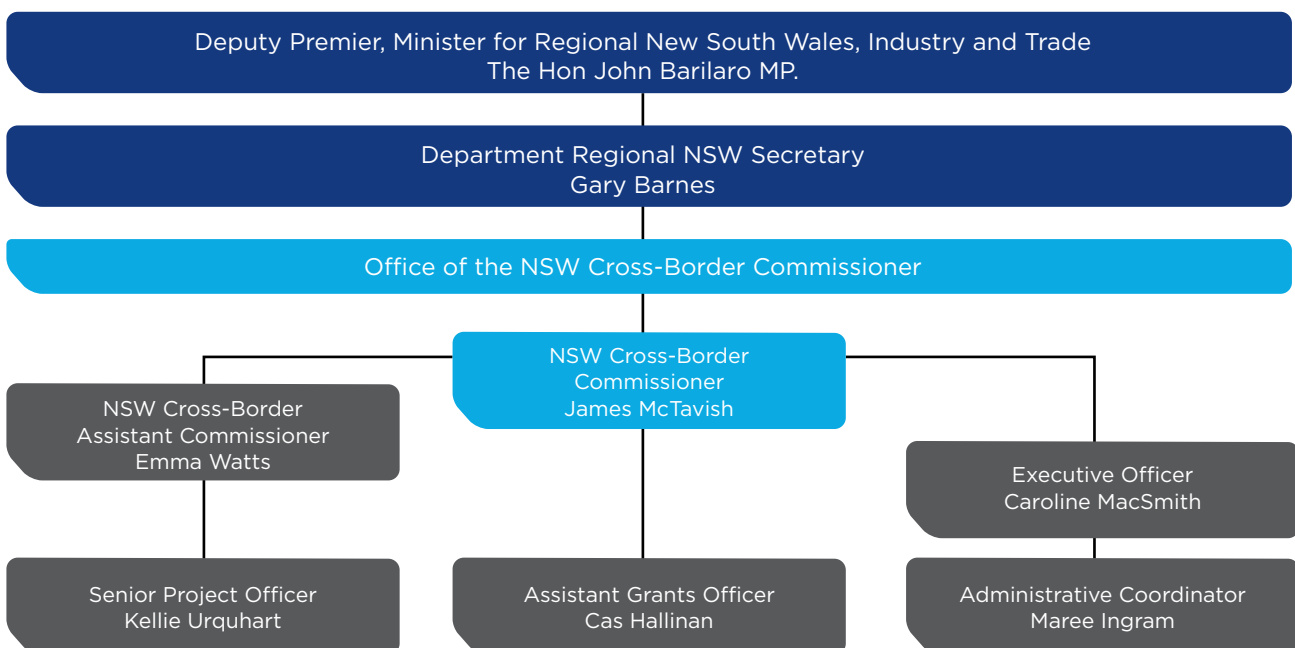 Deputy Premier, Minister for Regional New South Wales, Industry and Trade
The Hon John Barilaro MP.
Department Regional NSW Secretary
Gary Barnes
Office of the NSW Cross-Border Commissioner
NSW Cross-Border
Commissioner
James McTavish
NSW Cross-Border
Assistant Commissioner
Emma Watts
Executive Officer
Caroline MacSmith
Senior Project Officer
Kellie Urquhart
Assistant Grants Officer
Cas Hallinan
Administrative Coordinator
Maree Ingram